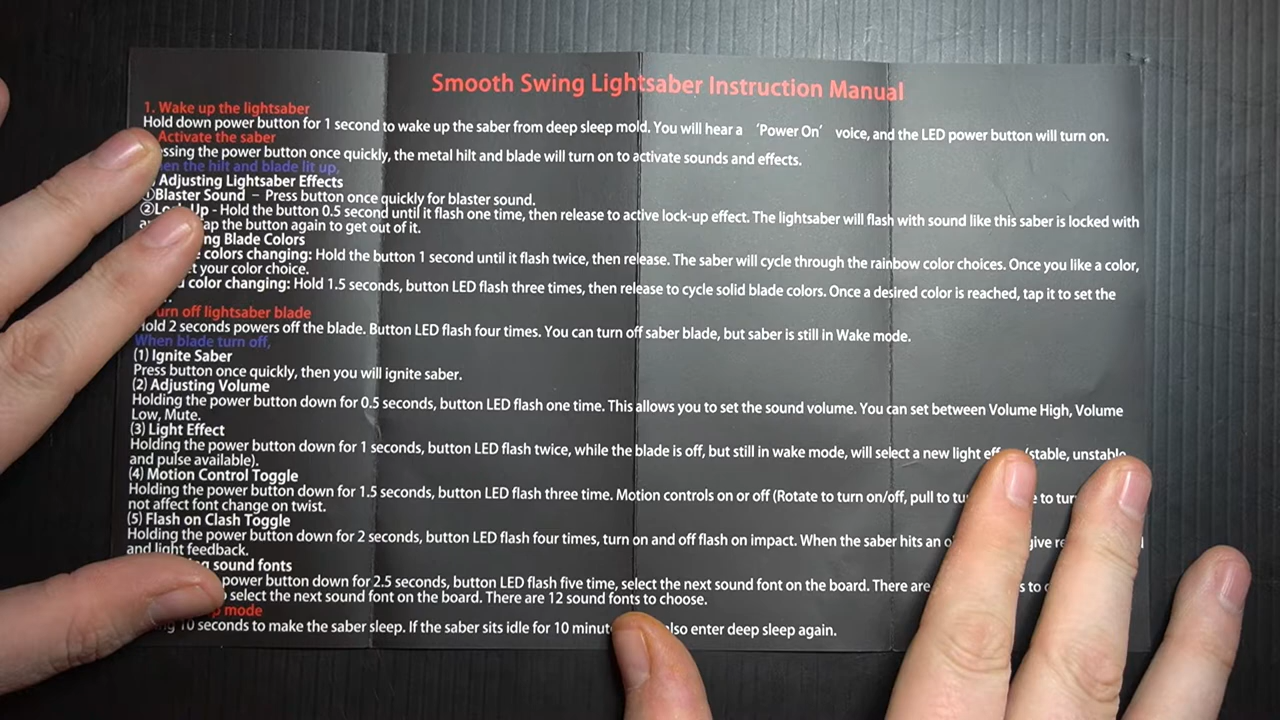 Smooth Swing Lightsaber Instruction Manual
1. Wake up the lightsaber
Hold down power button for 1 second to wake up the saber from deep sleep mold. You will hear a ‘Power On’ voice, and the LED power button will turn on.
Activate the saber
the power button once quickly, the metal hilt and blade will turn on to activate sounds and effects.
the hilt and blade lit up,
Adjusting Lightsaber Effects
①Blaster Sound – Press button once quickly for blaster sound.
②Lock Up - Hold the button 0.5 second until it flash one time, then release to active lock-up effect. The lightsaber will flash with sound like this saber is locked with
the button again to get out of it.
Blade Colors
colors changing: Hold the button 1 second until it flash twice, then release. The saber will cycle through the rainbow color choices. Once you like a color,
your color choice.
color changing: Hold 1.5 seconds, button LED flash three times, then release to cycle solid blade colors. Once a desired color is reached, tap it to set the
off lightsaber blade
Hold 2 seconds powers off the blade. Button LED flash four times. You can turn off saber blade, but saber is still in Wake mode.
When blade turn off,
(1) Ignite Saber
Press button once quickly, then you will ignite saber.
(2) Adjusting Volume
Holding the power button down for 0.5 seconds, button LED flash one time. This allows you to set the sound volume. You can set between Volume High, Volume
Low, Mute.
(3) Light Effect
Holding the power button down for 1 seconds, button LED flash twice, while the blade is off, but still in wake mode, will select a new light (stable, unstable
and pulse available).
(4) Motion Control Toggle
Holding the power button down for 1.5 seconds, button LED flash three time. Motion controls on or off (Rotate to turn on/off, pull to to
not affect font change on twist.
(5) Flash on Clash Toggle
Holding the power button down for 2 seconds, button LED flash four times, turn on and off flash on impact. When the saber hits an give
and light feedback.
sound fonts
power button down for 2.5 seconds, button LED flash five time, select the next sound font on the board. There are to
select the next sound font on the board. There are 12 sound fonts to choose.
mode
10 seconds to make the saber sleep. If the saber sits idle for 10 also enter deep sleep again.